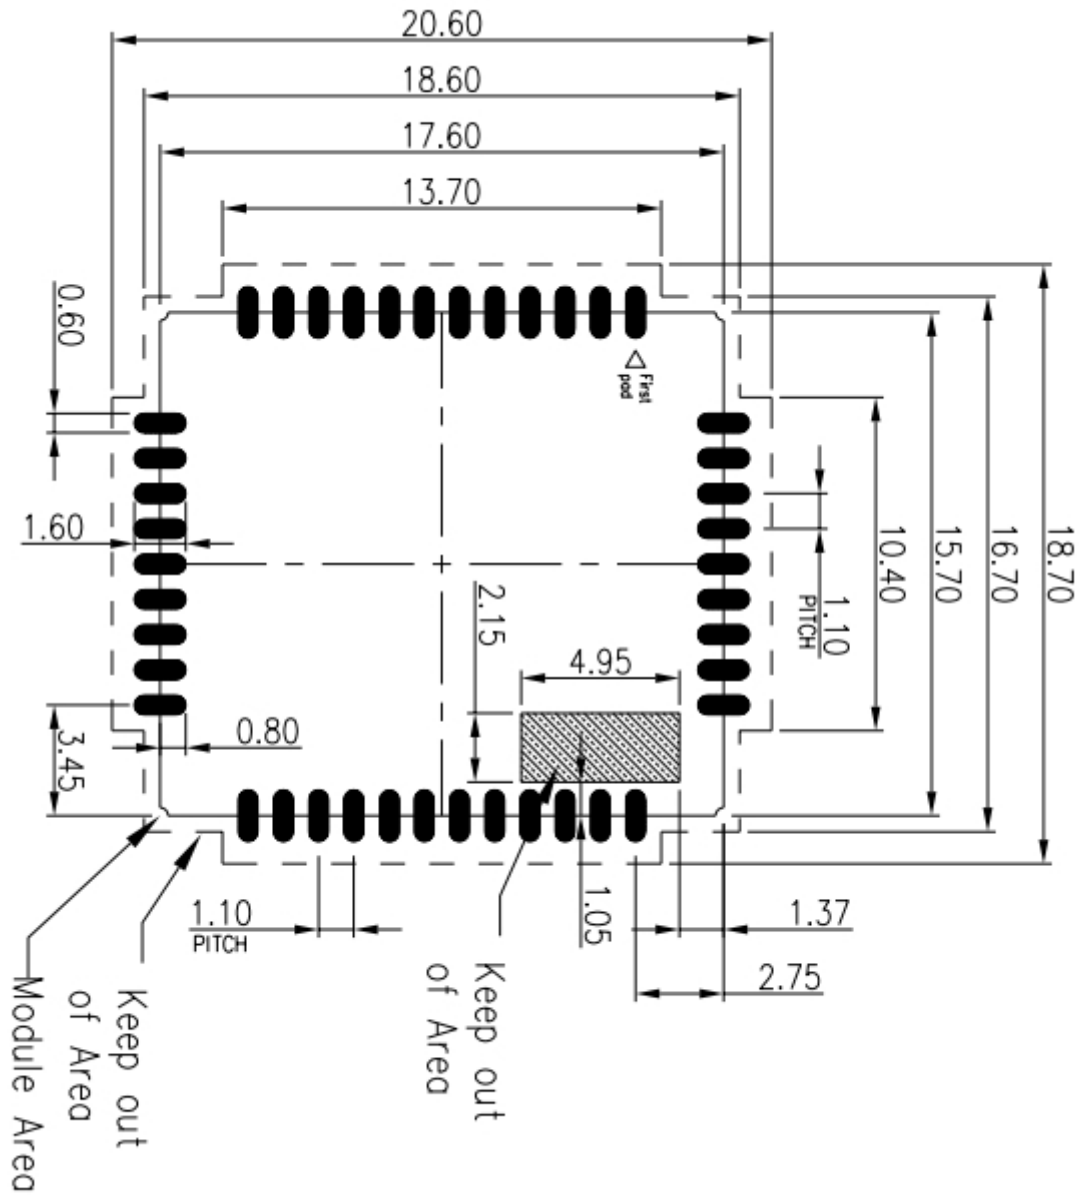 20.60
18.60
17.60
13.70
0.60
First
pad
1.60
10.40
15.70
16.70
18.70
1.10
PITCH
2.15
4.95
3.45
0.80
1.05
1.10
PITCH
1.37
2.75
Keep out
of Area
Keep out
of Area
Module Area